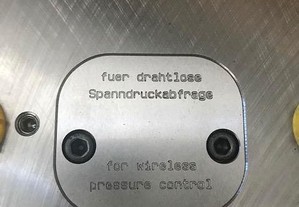 fuer drahtlose
Spanndruckabfrage
for wireless
pressure control